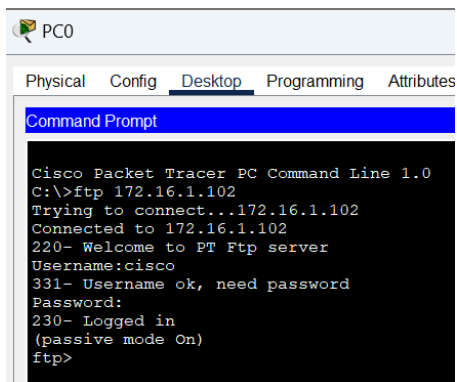 PC0
Physical Config Desktop Programming Attributes
Command Prompt
Cisco Packet Tracer PC Command Line 1.0
C:\>ftp 172.16.1.102
Trying to connect...172.16.1.102
Connected to 172.16.1.102
220- Welcome to PT Ftp server
Username:cisco
331- Username ok, need password
Password:
230- Logged in
(passive mode On)
ftp>